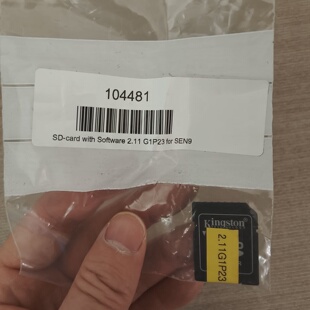 104481
SD-card with Software 2.11 G1P23 for SEN9
Kingston
2.11G1P23